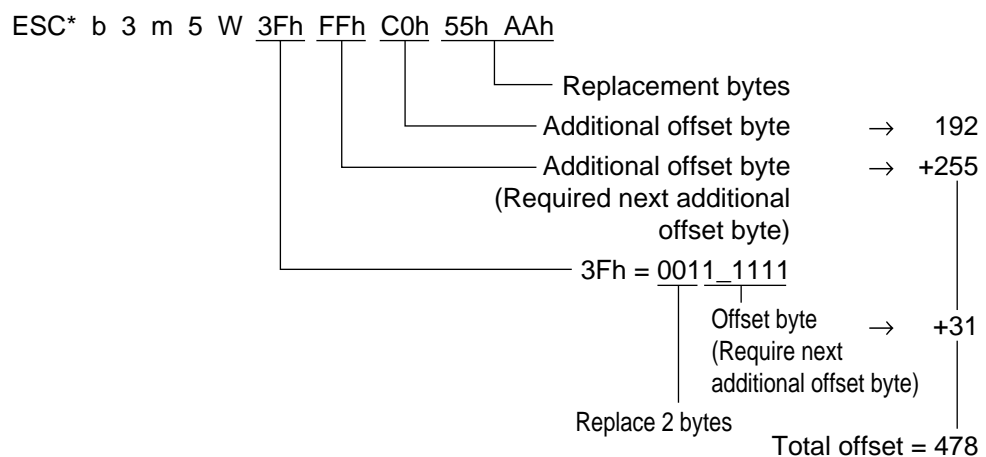 ESC* b 3 m 5 W 3Fh FFh C0h 55h AAh
Replacement bytes
Additional offset byte → 192
Additional offset byte → +255
(Required next additional
offset byte)
3Fh = 0011_1111
Offset byte → +31
(Require next
additional offset byte)
Replace 2 bytes
Total offset = 478